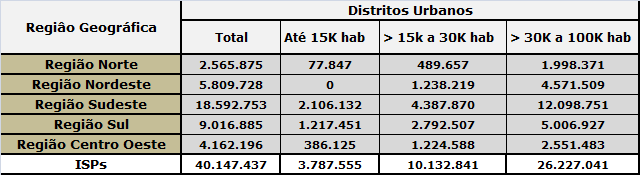 Região Geográfica Distritos Urbanos
Total Até 15K hab > 15k a 30K hab > 30K a 100K hab
Região Norte 2.565.875 77.847 489.657 1.998.371
Região Nordeste 5.809.728 0 1.238.219 4.571.509
Região Sudeste 18.592.753 2.106.132 4.387.870 12.098.751
Região Sul 9.016.885 1.217.451 2.792.507 5.006.927
Região Centro Oeste 4.162.196 386.125 1.224.588 2.551.483
ISPs 40.147.437 3.787.555 10.132.841 26.227.041